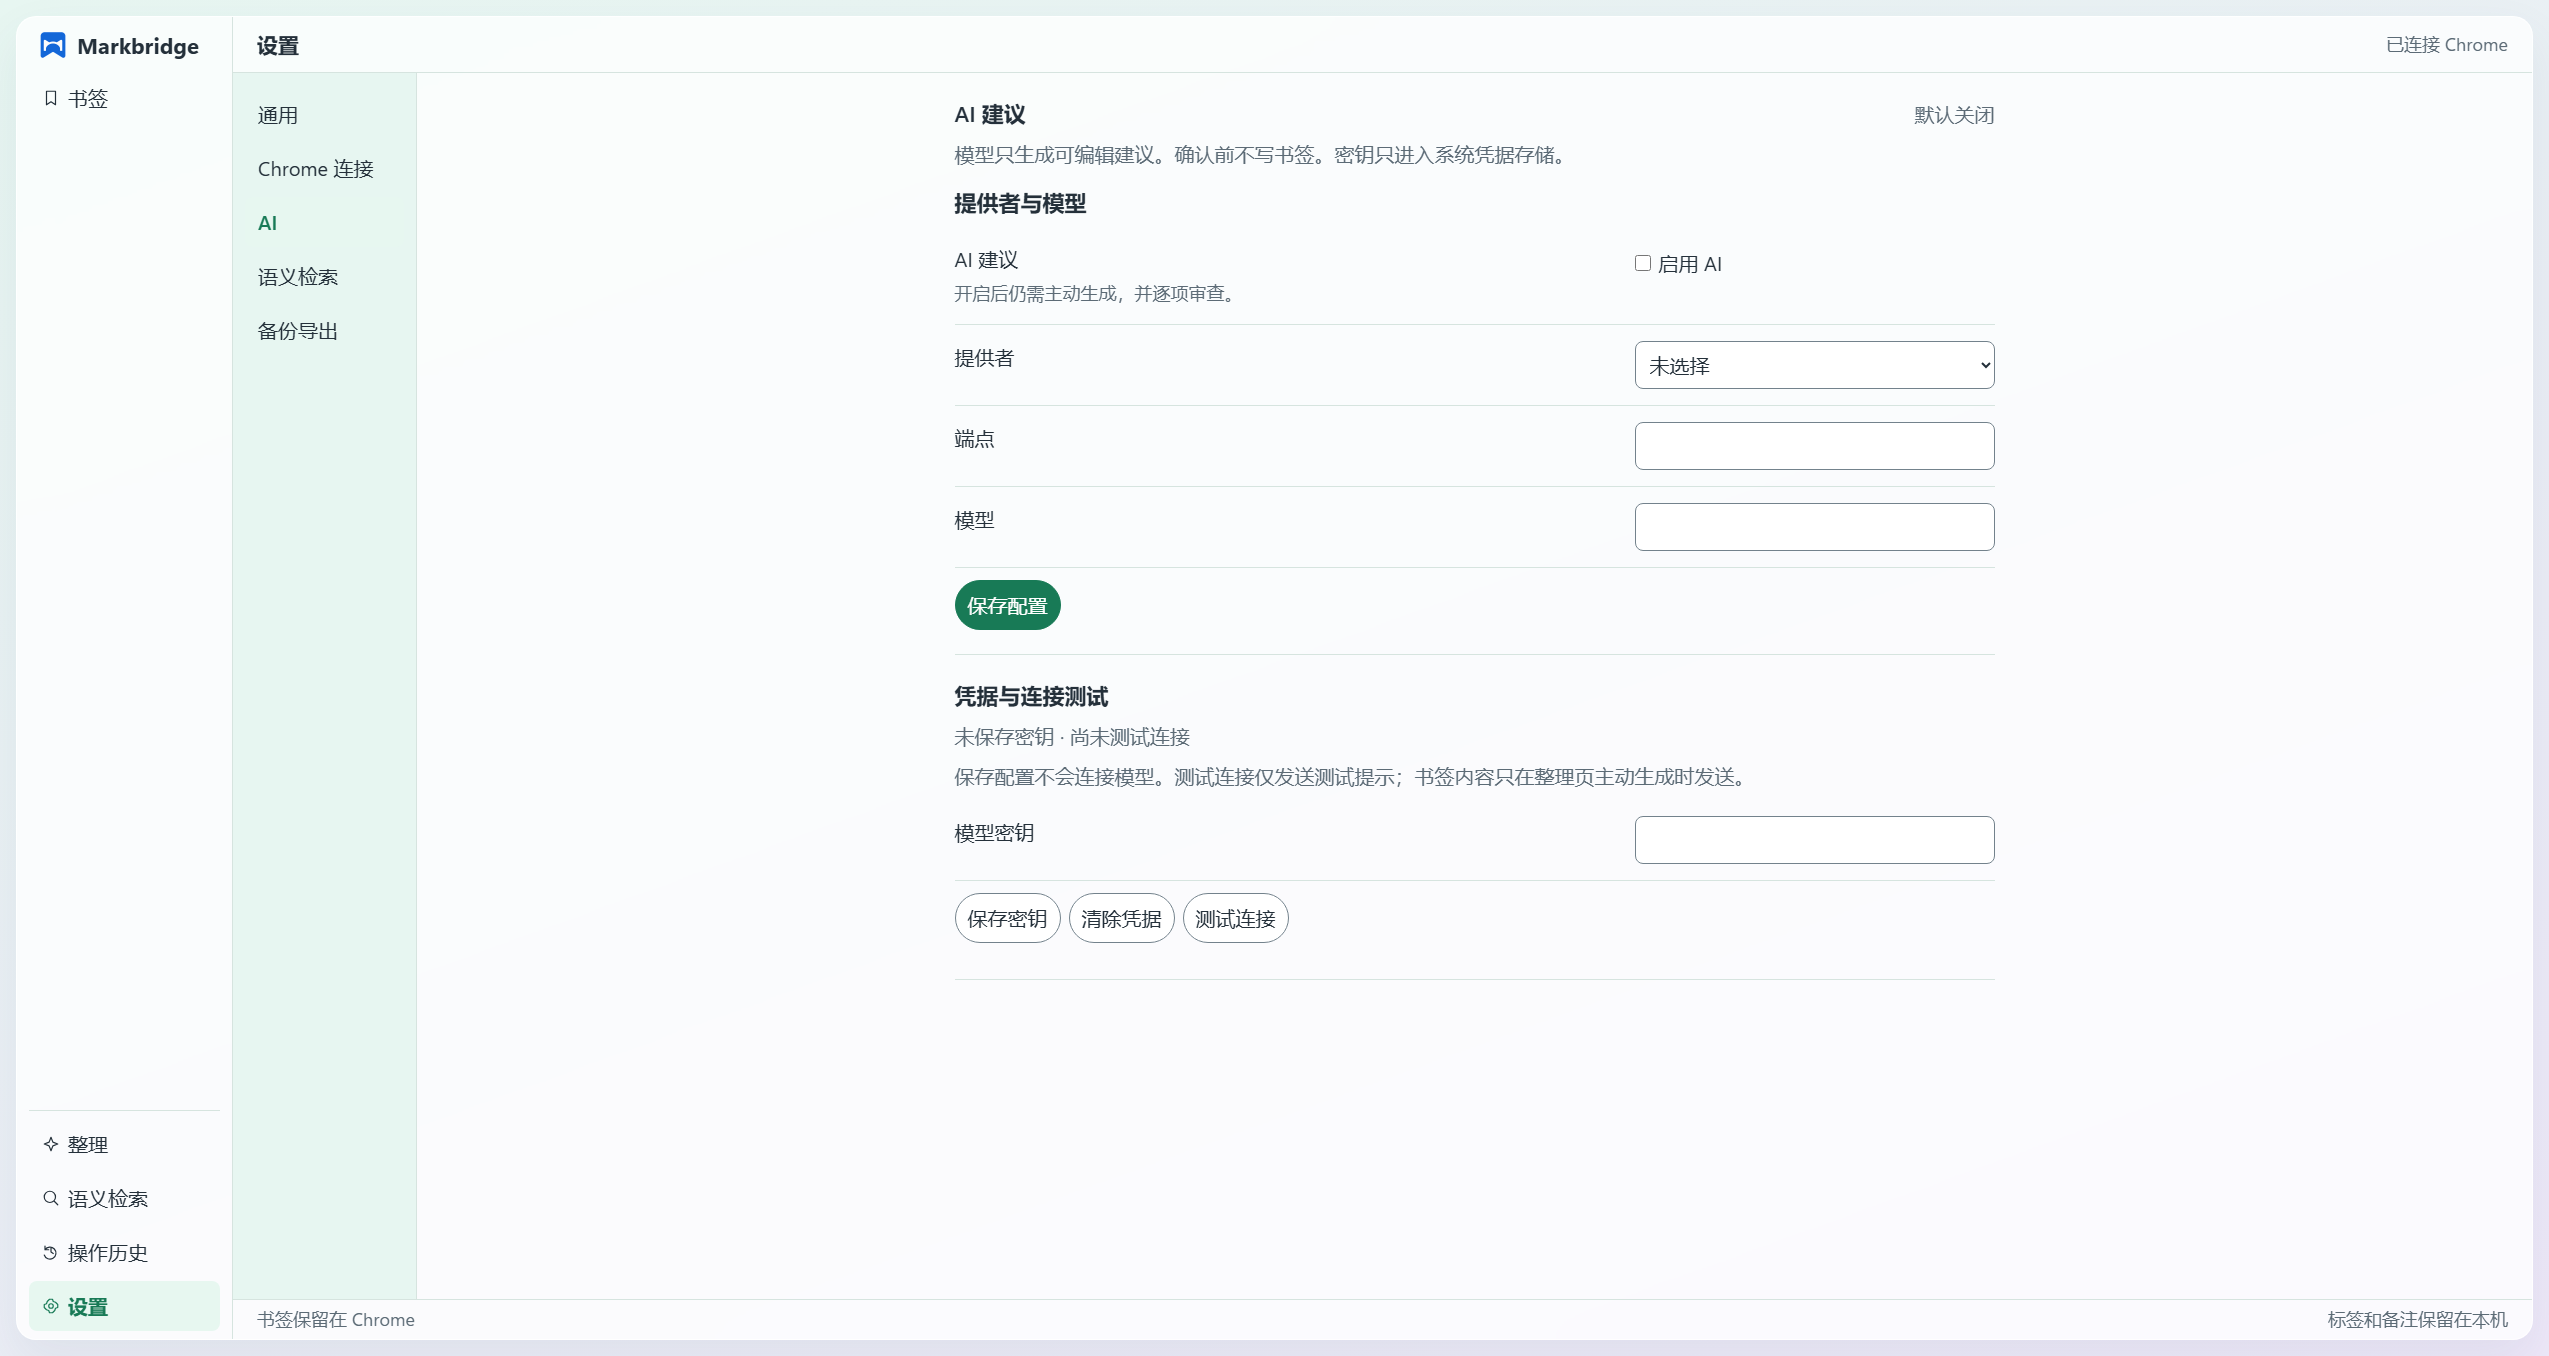 Markbridge
书签
整理
语义检索
操作历史
设置
设置
已连接 Chrome
通用
Chrome 连接
AI
语义检索
备份导出
AI 建议
默认关闭
模型只生成可编辑建议。确认前不写书签。密钥只进入系统凭据存储。
提供者与模型
AI 建议
启用 AI
开启后仍需主动生成，并逐项审查。
提供者
未选择
端点
模型
保存配置
凭据与连接测试
未保存密钥 · 尚未测试连接
保存配置不会连接模型。测试连接仅发送测试提示；书签内容只在整理页主动生成时发送。
模型密钥
保存密钥 清除凭据 测试连接
书签保留在 Chrome
标签和备注保留在本机